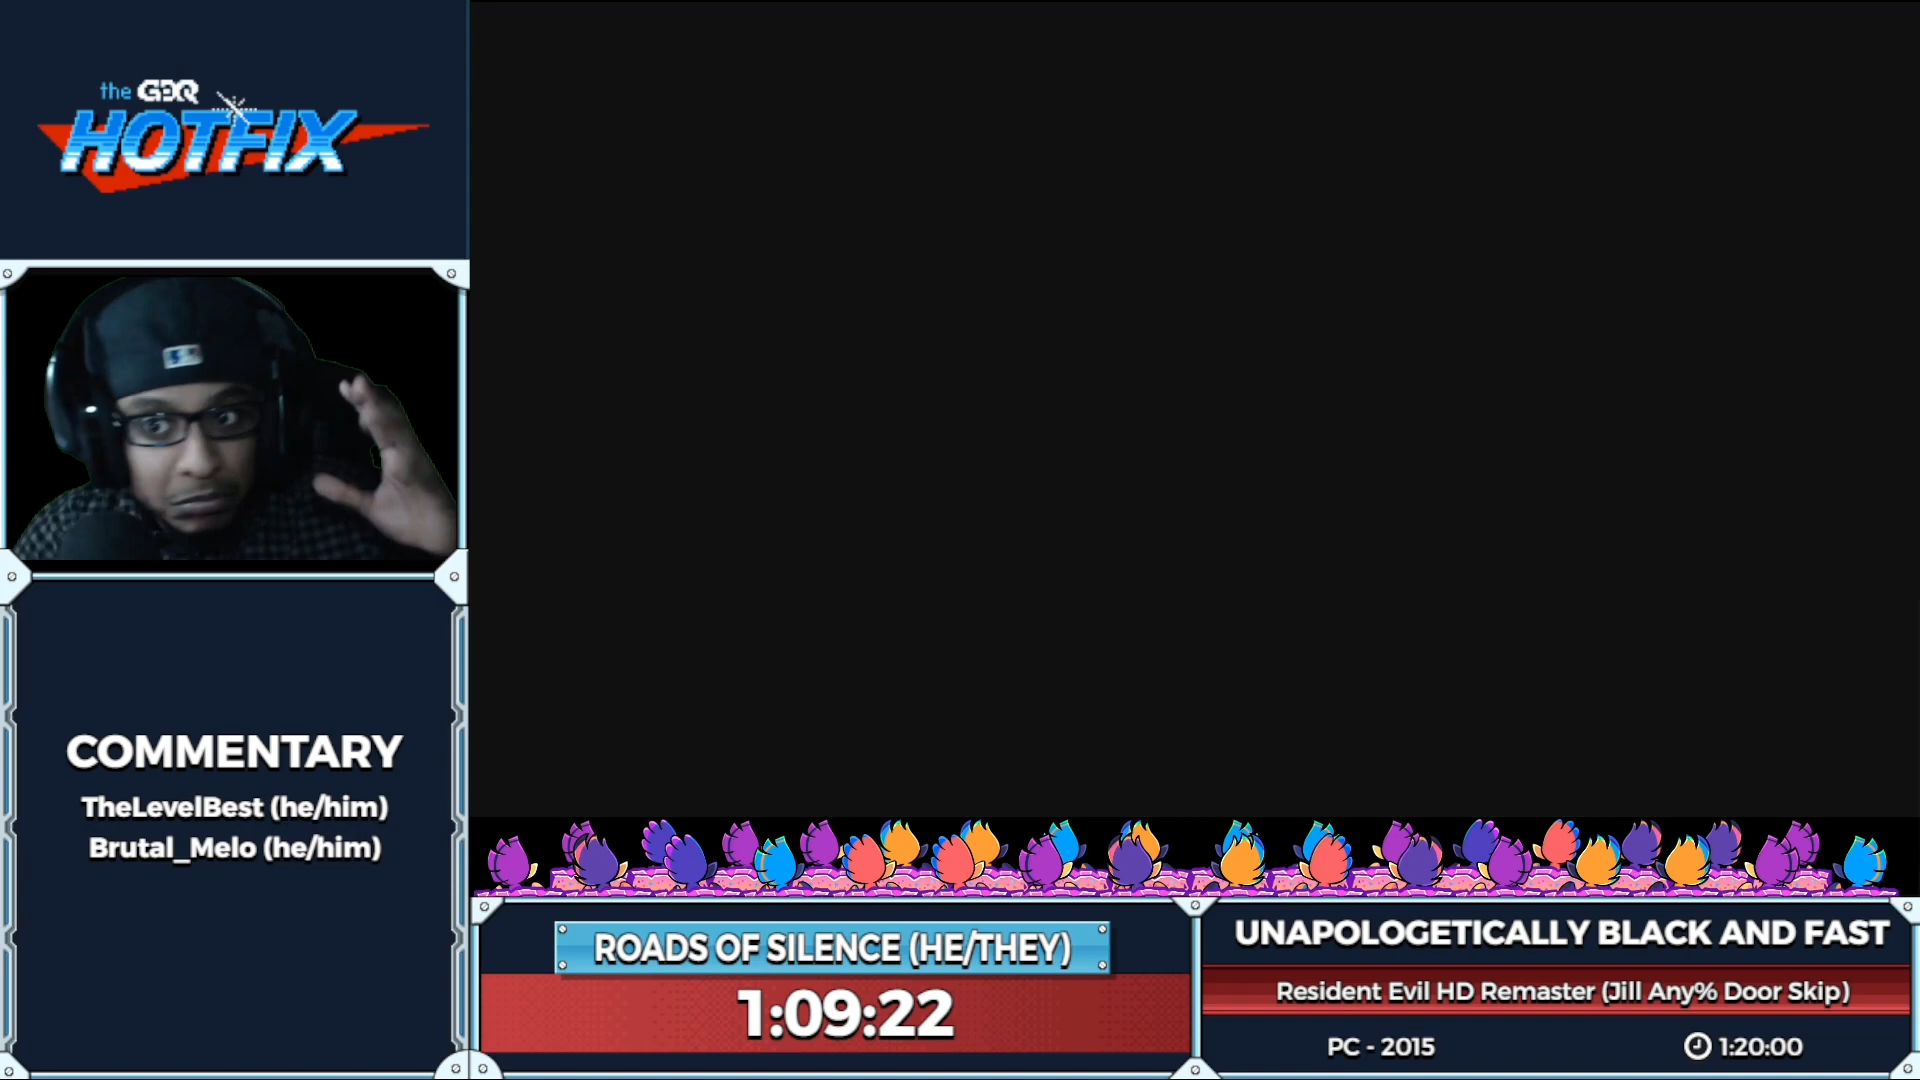 the GDQ
HOTFIX
COMMENTARY
TheLevelBest (he/him)
Brutal_Melo (he/him)
ROADS OF SILENCE (HE/THEY)
1:09:22
UNAPOLOGETICALLY BLACK AND FAST
Resident Evil HD Remaster (Jill Any% Door Skip)
PC - 2015
1:20:00